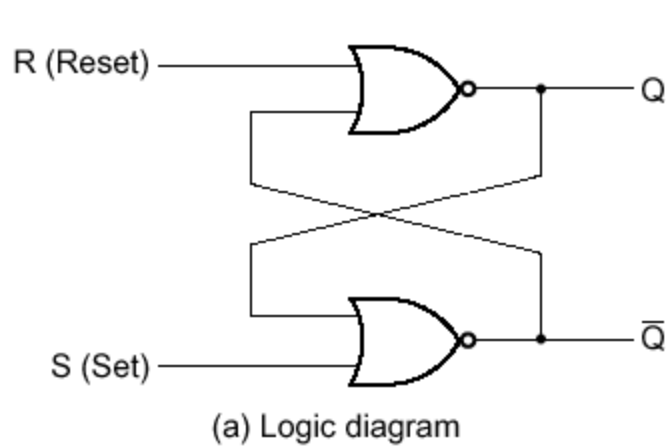 R (Reset)
Q
S (Set)
Q̅
(a) Logic diagram